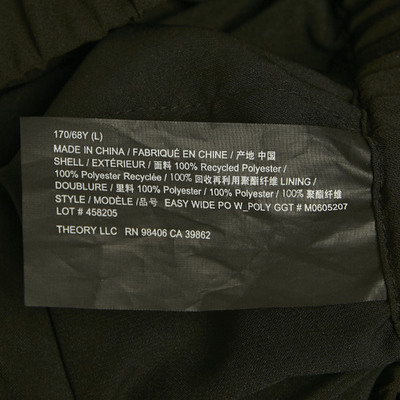 170/68Y (L)
MADE IN CHINA / FABRIQUÉ EN CHINE / 产地 中国
SHELL / EXTÉRIEUR / 面料 100% Recycled Polyester /
100% Polyester Recyclée / 100% 回收再利用聚酯纤维 LINING /
DOUBLURE / 里料 100% Polyester / 100% Polyester / 100% 聚酯纤维
STYLE / MODÈLE /品号 EASY WIDE PO W_POLY GGT # M0605207
LOT # 458205
THEORY LLC RN 98406 CA 39862